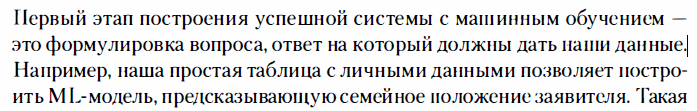 Первый этап построения успешной системы с машинным обучением —
это формулировка вопроса, ответ на который должны дать наши данные.
Например, наша простая таблица с личными данными позволяет постро-
ить ML-модель, предсказывающую семейное положение заявителя. Такая